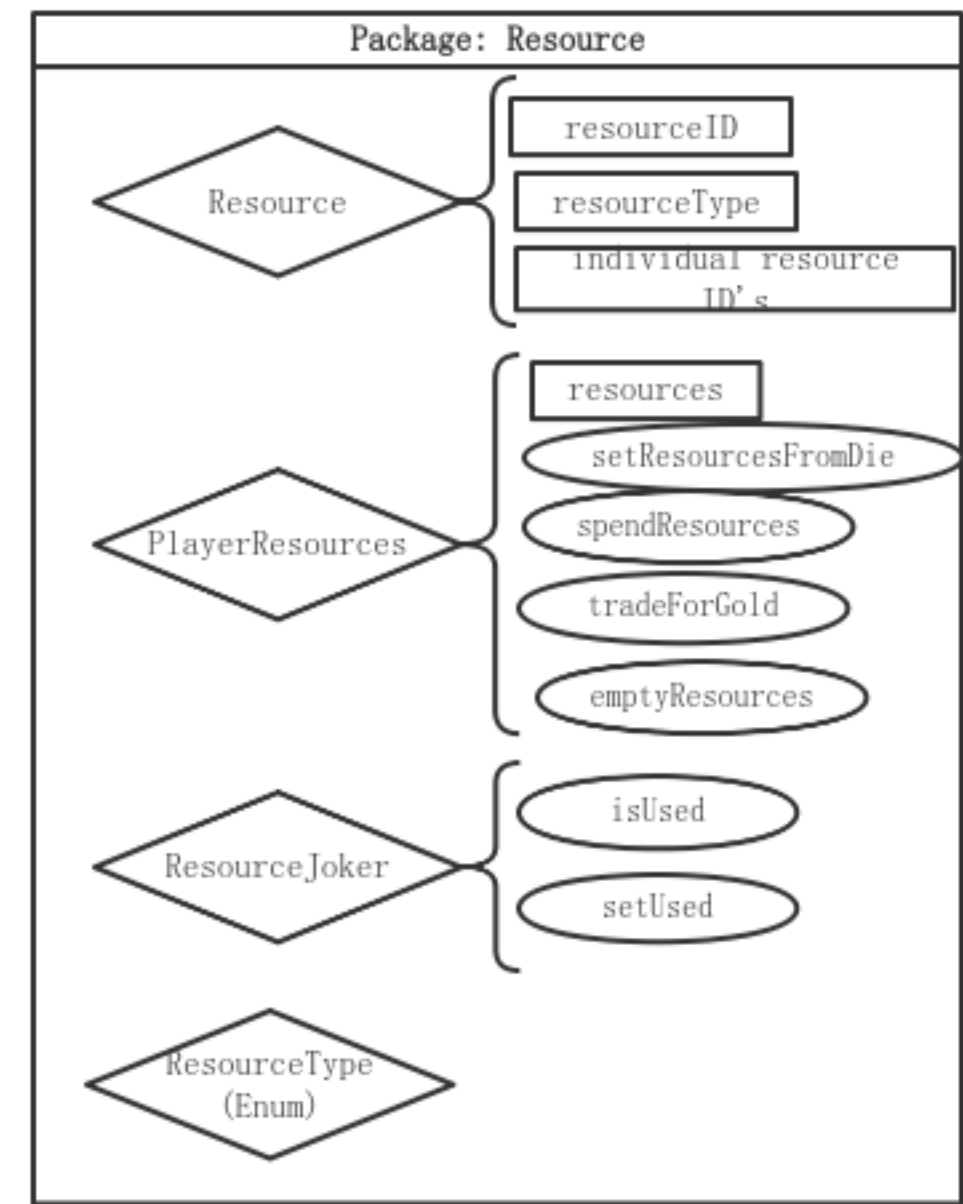 Package: Resource
Resource
resourceID
resourceType
individual resource
ID's
PlayerResources
resources
setResourcesFromDie
spendResources
tradeForGold
emptyResources
ResourceJoker
isUsed
setUsed
ResourceType
(Enum)